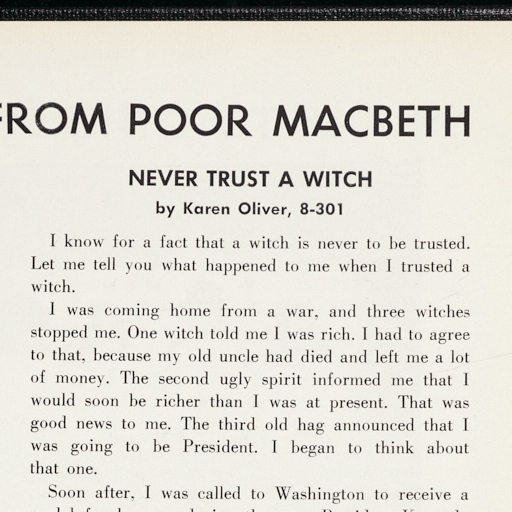 FROM POOR MACBETH
NEVER TRUST A WITCH
by Karen Oliver, 8-301
I know for a fact that a witch is never to be trusted.
Let me tell you what happened to me when I trusted a
witch.
I was coming home from a war, and three witches
stopped me. One witch told me I was rich. I had to agree
to that, because my old uncle had died and left me a lot
of money. The second ugly spirit informed me that I
would soon be richer than I was at present. That was
good news to me. The third old hag announced that I
was going to be President. I began to think about
that one.
Soon after, I was called to Washington to receive a